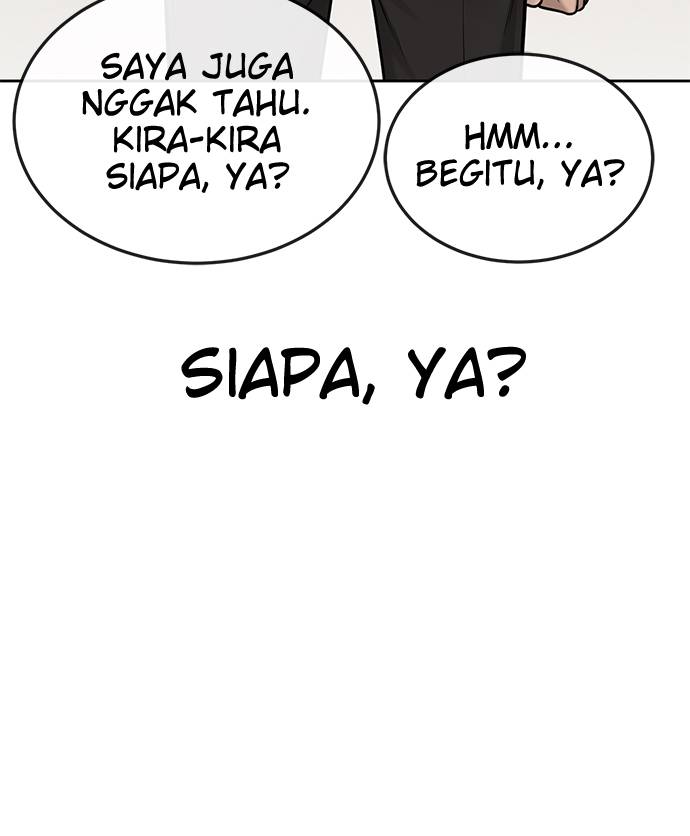 SAYA JUGA
NGGAK TAHU.
KIRA-KIRA
SIAPA, YA?
HMM...
BEGITU, YA?
SIAPA, YA?